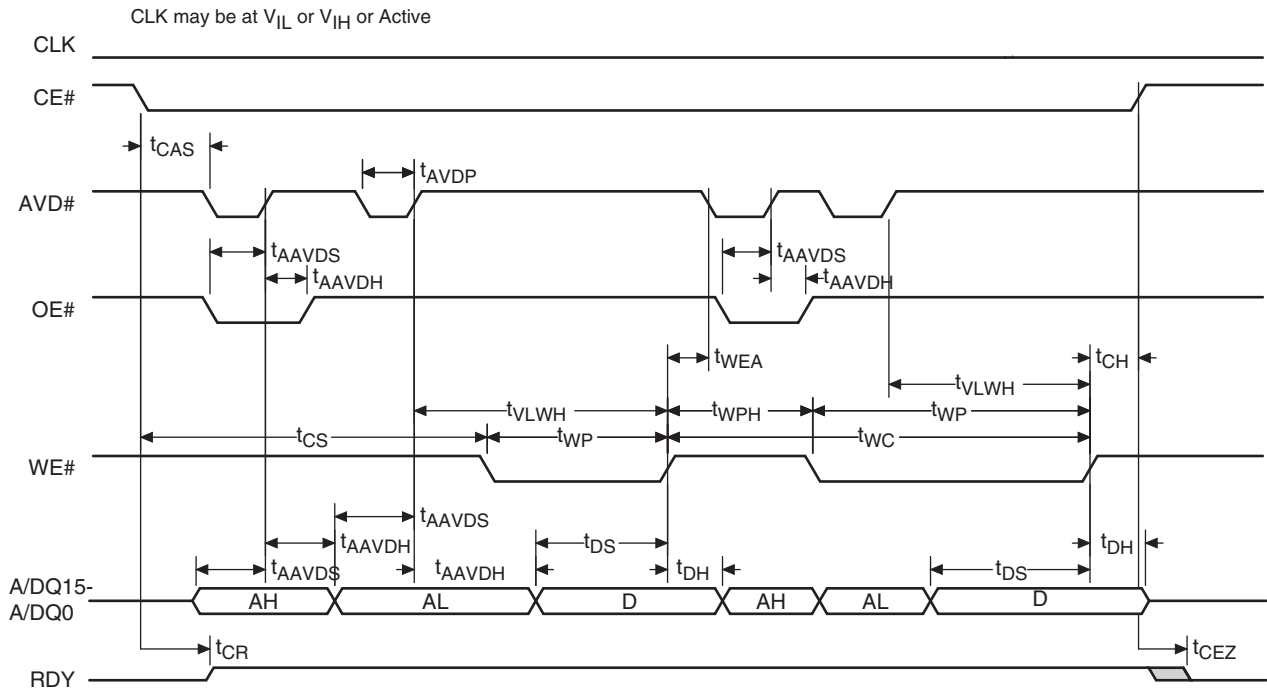 CLK may be at VIL or VIH or Active
CLK
CE#
tCAS
tAVDP
AVD#
tAAVDS
tAAVDS
tAAVDH
tAAVDH
OE#
tWEA
tCH
tVLWH
tVLWH
tWPH
tWP
tCS
tWP
tWC
WE#
tAAVDS
tAAVDH
tDS
tDH
tAAVDS
tAAVDH
tDH
tDS
A/DQ15-
A/DQ0
AH
AL
D
AH
AL
D
tCR
tCEZ
RDY